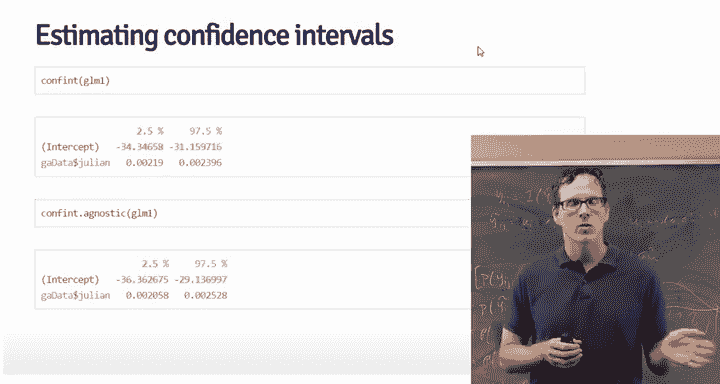 Estimating confidence intervals
confint(glm1)
2.5 % 97.5 %
(Intercept) -34.34658 -31.159716
gaData$julian 0.00219 0.002396
confint.agnostic(glm1)
2.5 % 97.5 %
(Intercept) -36.362675 -29.136997
gaData$julian 0.002058 0.002528